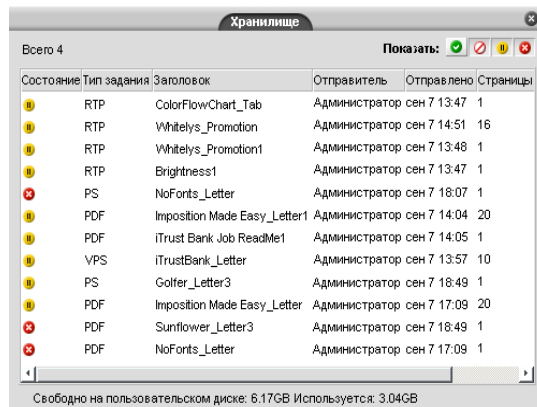 Хранилище
Всего 4 Показать:
Состояние Тип задания Заголовок Отправитель Отправлено Страницы
RTP ColorFlowChart_Tab Администратор сен 7 13:47 1
RTP Whitelys_Promotion Администратор сен 7 14:51 16
RTP Whitelys_Promotion1 Администратор сен 7 13:48 1
RTP Brightness1 Администратор сен 7 13:47 1
PS NoFonts_Letter Администратор сен 7 18:07 1
PDF Imposition Made Easy_Letter1 Администратор сен 7 14:04 20
PDF iTrust Bank Job ReadMe1 Администратор сен 7 14:05 1
VPS iTrustBank_Letter Администратор сен 7 13:57 10
PS Golfer_Letter3 Администратор сен 7 18:49 1
PDF Imposition Made Easy_Letter Администратор сен 7 17:09 20
PDF Sunflower_Letter3 Администратор сен 7 18:49 1
PDF NoFonts_Letter Администратор сен 7 17:09 1
Свободно на пользовательском диске: 6.17GB Используется: 3.04GB